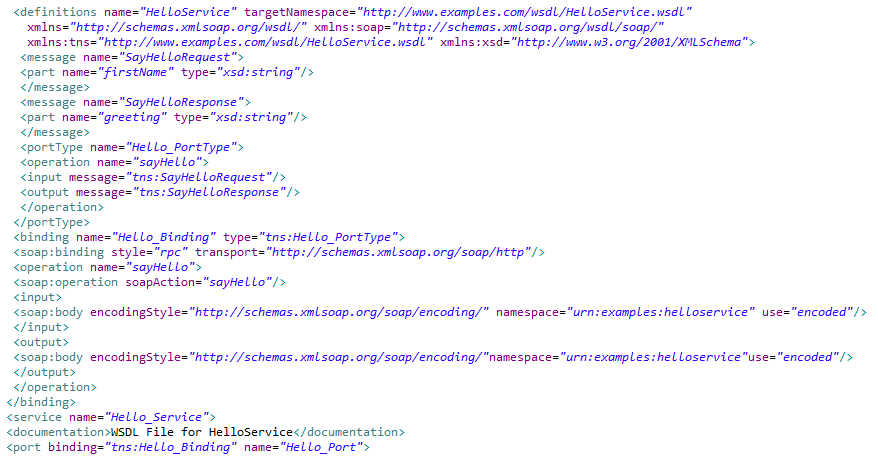 <definitions name="HelloService" targetNamespace="http://www.examples.com/wsdl/HelloService.wsdl"
xmlns="http://schemas.xmlsoap.org/wsdl/" xmlns:soap="http://schemas.xmlsoap.org/wsdl/soap/"
xmlns:tns="http://www.examples.com/wsdl/HelloService.wsdl" xmlns:xsd="http://www.w3.org/2001/XMLSchema">
<message name="SayHelloRequest">
<part name="firstName" type="xsd:string"/>
</message>
<message name="SayHelloResponse">
<part name="greeting" type="xsd:string"/>
</message>
<portType name="Hello_PortType">
<operation name="sayHello">
<input message="tns:SayHelloRequest"/>
<output message="tns:SayHelloResponse"/>
</operation>
</portType>
<binding name="Hello_Binding" type="tns:Hello_PortType">
<soap:binding style="rpc" transport="http://schemas.xmlsoap.org/soap/http"/>
<operation name="sayHello">
<soap:operation soapAction="sayHello"/>
<input>
<soap:body encodingStyle="http://schemas.xmlsoap.org/soap/encoding/" namespace="urn:examples:helloservice" use="encoded"/>
</input>
<output>
<soap:body encodingStyle="http://schemas.xmlsoap.org/soap/encoding/"namespace="urn:examples:helloservice"use="encoded"/>
</output>
</operation>
</binding>
<service name="Hello_Service">
<documentation>WSDL File for HelloService</documentation>
<port binding="tns:Hello_Binding" name="Hello_Port">